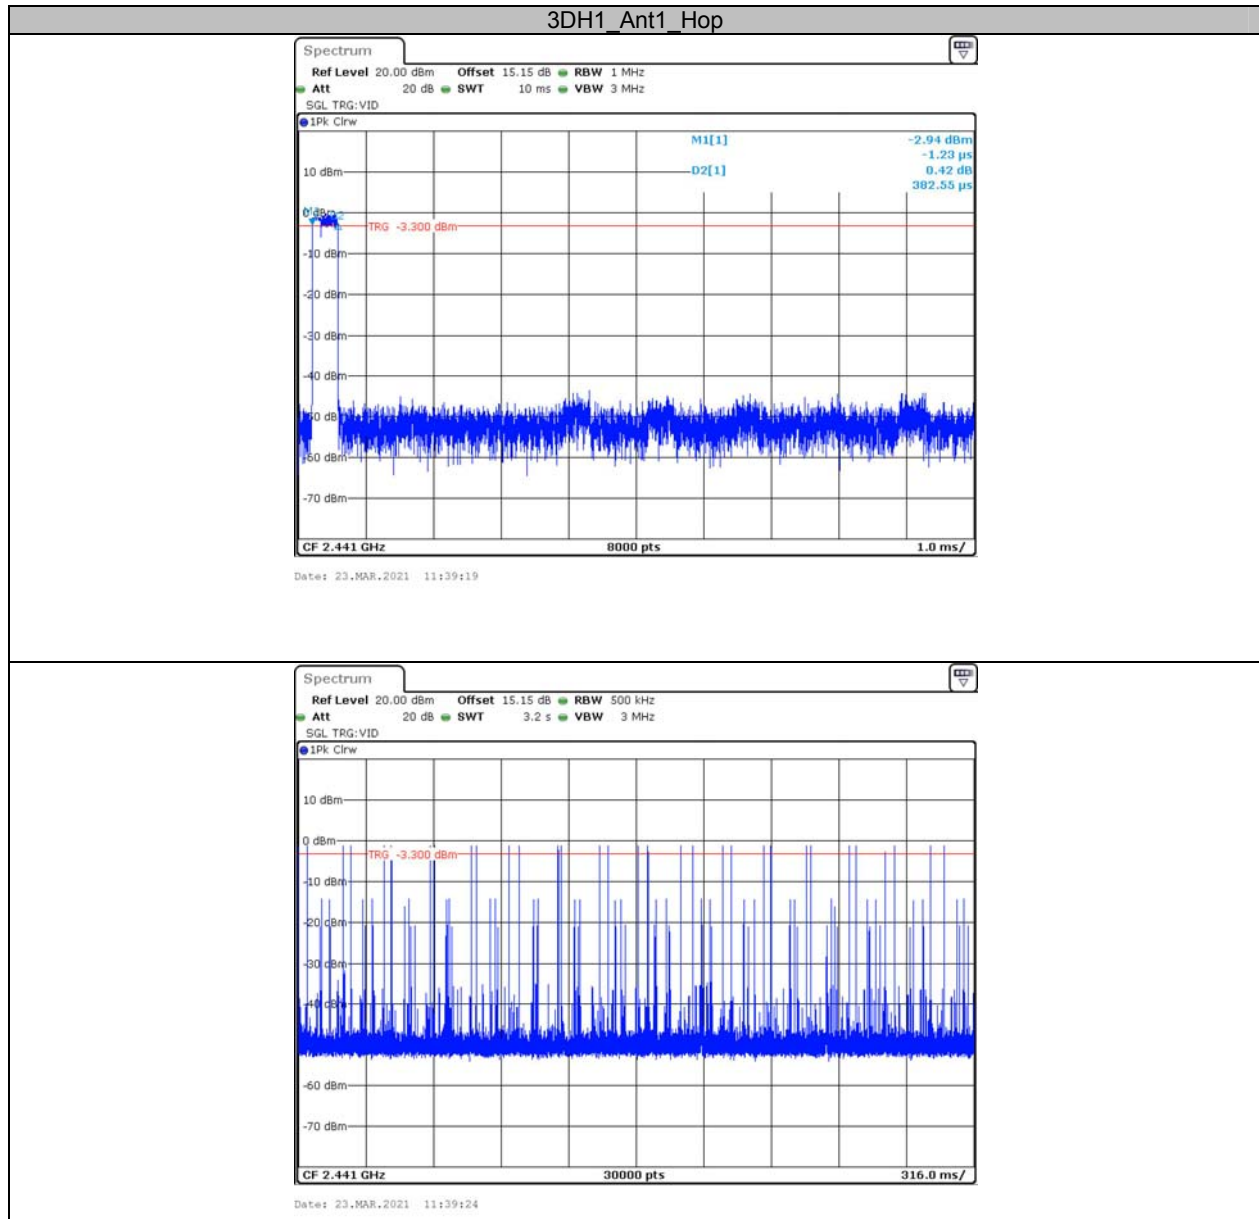 3DH1_Ant1_Hop
Spectrum
Ref Level 20.00 dBm Offset 15.15 dB RBW 1 MHz
Att 20 dB SWT 10 ms VBW 3 MHz
SGL TRG:VID
1Pk Clrw
M1[1] -2.94 dBm
-1.23 µs
10 dBm D2[1] 0.42 dB
382.55 µs
TRG -3.300 dBm
-10 dBm
-20 dBm
-30 dBm
-40 dBm
-60 dBm
-70 dBm
CF 2.441 GHz 8000 pts 1.0 ms/
Date: 23.MAR.2021 11:39:19
Spectrum
Ref Level 20.00 dBm Offset 15.15 dB RBW 500 kHz
Att 20 dB SWT 3.2 s VBW 3 MHz
SGL TRG:VID
1Pk Clrw
10 dBm
0 dBm
TRG -3.300 dBm
-10 dBm
-20 dBm
-30 dBm
-40 dBm
-60 dBm
-70 dBm
CF 2.441 GHz 30000 pts 316.0 ms/
Date: 23.MAR.2021 11:39:24